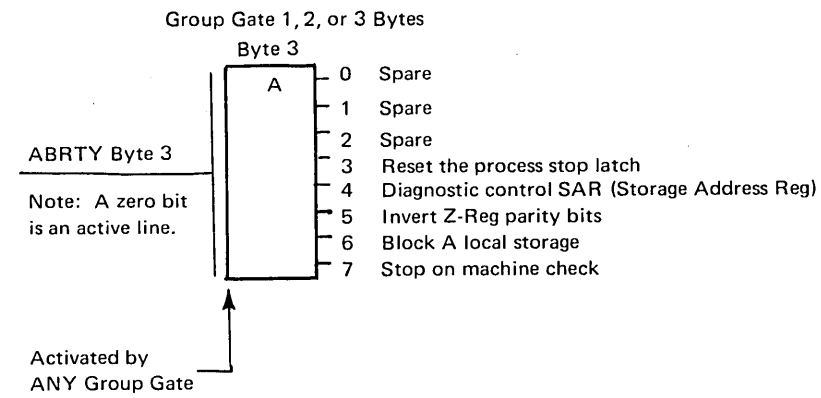 Group Gate 1, 2, or 3 Bytes
Byte 3
A
0 Spare
1 Spare
2 Spare
ABRTY Byte 3
3 Reset the process stop latch
4 Diagnostic control SAR (Storage Address Reg)
Note: A zero bit
is an active line.
5 Invert Z-Reg parity bits
6 Block A local storage
7 Stop on machine check
Activated by
ANY Group Gate